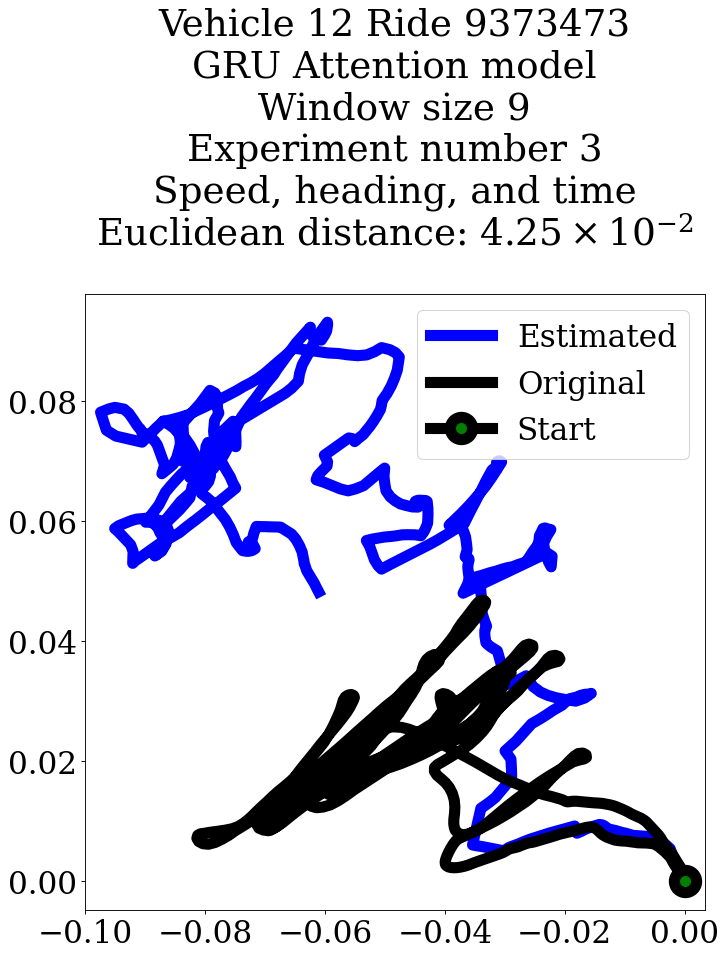 Vehicle 12 Ride 9373473
GRU Attention model
Window size 9
Experiment number 3
Speed, heading, and time
Euclidean distance: 4.25 × 10⁻²
Estimated
Original
Start
0.08
0.06
0.04
0.02
0.00
−0.10 −0.08 −0.06 −0.04 −0.02 0.00